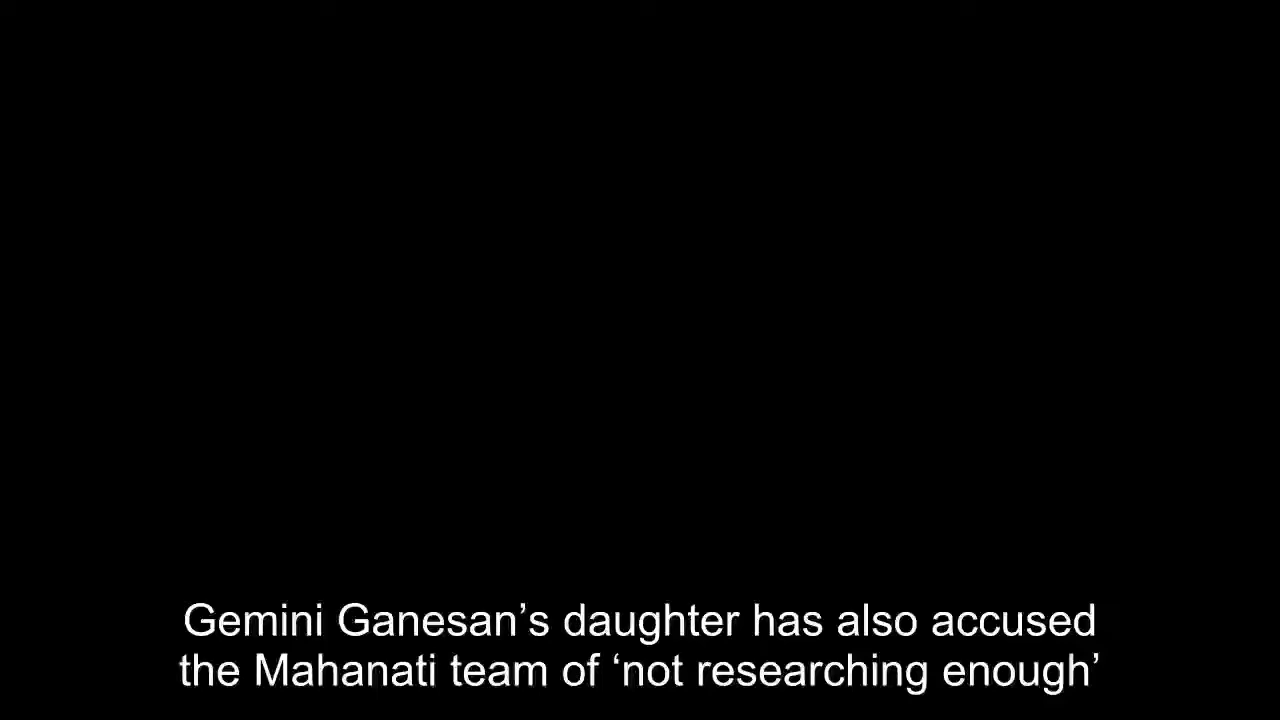 Gemini Ganesan’s daughter has also accused
the Mahanati team of ‘not researching enough’